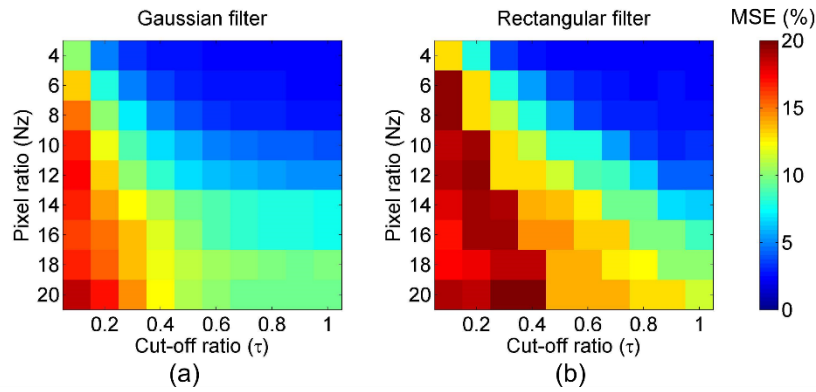 Gaussian filter
Rectangular filter
MSE (%)
Pixel ratio (Nz)
4
6
8
10
12
14
16
18
20
0.2 0.4 0.6 0.8 1
Cut-off ratio (τ)
(a)
Pixel ratio (Nz)
4
6
8
10
12
14
16
18
20
0.2 0.4 0.6 0.8 1
Cut-off ratio (τ)
(b)
20
15
10
5
0